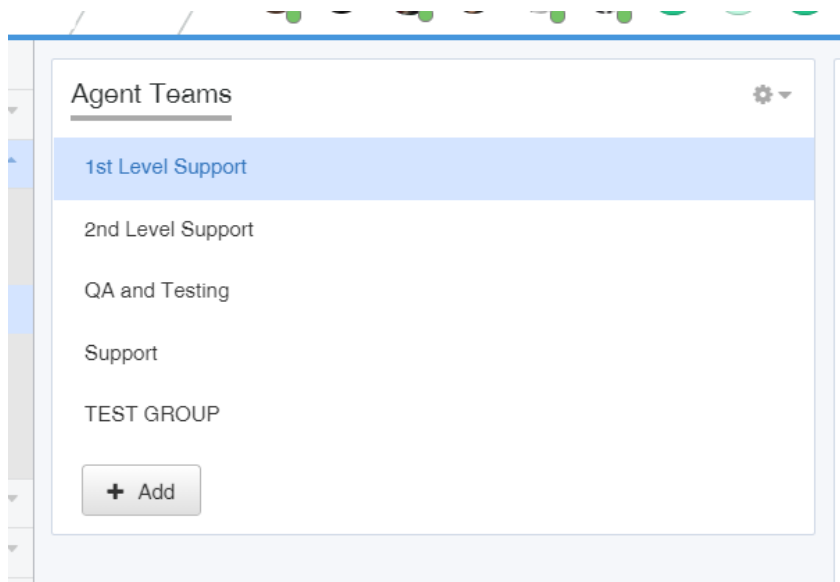 Agent Teams
1st Level Support
2nd Level Support
QA and Testing
Support
TEST GROUP
Add